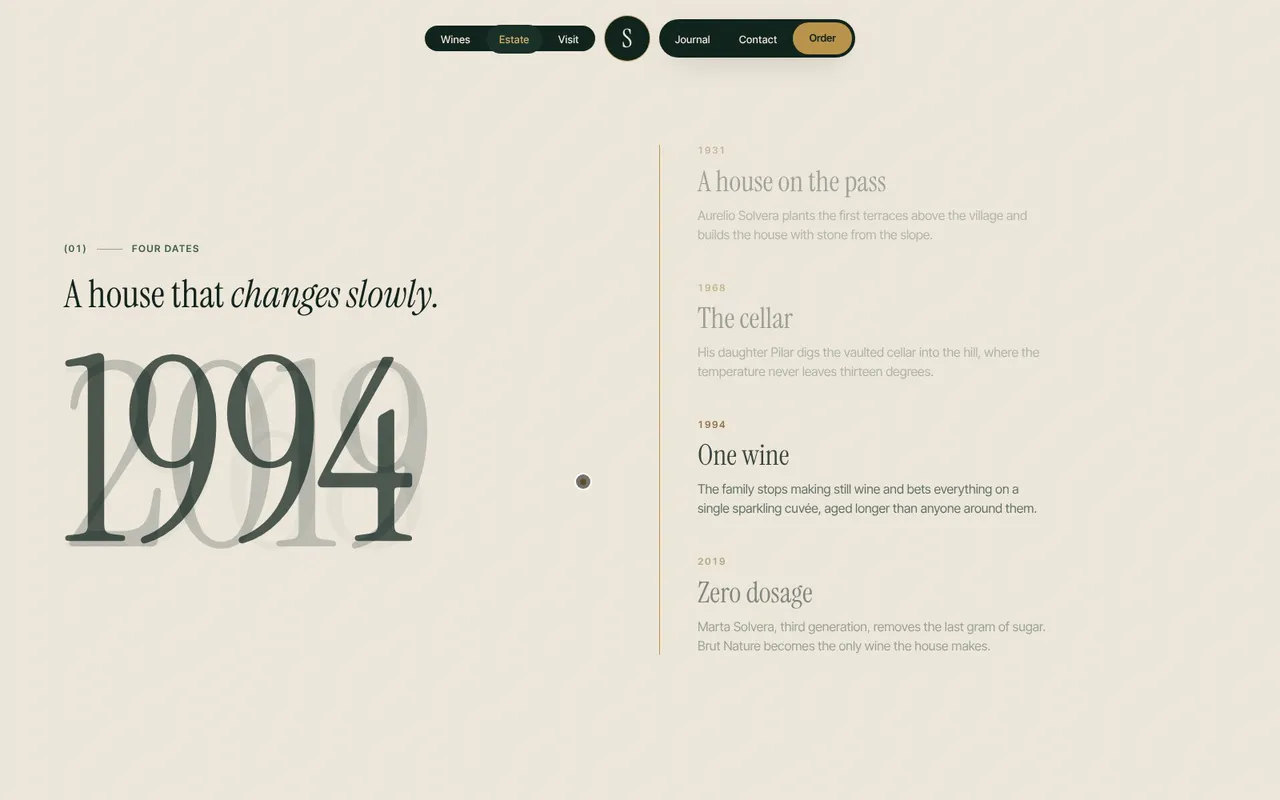 Wines
Estate
Visit
S
Journal
Contact
Order
(01)
FOUR DATES
A house that changes slowly.
1994
2019
1931
A house on the pass
Aurelio Solvera plants the first terraces above the village and
builds the house with stone from the slope.
1968
The cellar
His daughter Pilar digs the vaulted cellar into the hill, where the
temperature never leaves thirteen degrees.
1994
One wine
The family stops making still wine and bets everything on a
single sparkling cuvée, aged longer than anyone around them.
2019
Zero dosage
Marta Solvera, third generation, removes the last gram of sugar.
Brut Nature becomes the only wine the house makes.